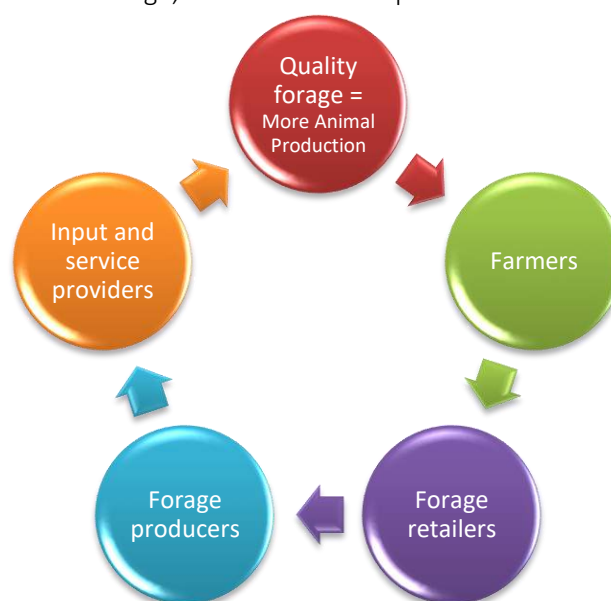 Quality
forage =
More Animal
Production
Farmers
Forage
retailers
Forage
producers
Input and
service
providers